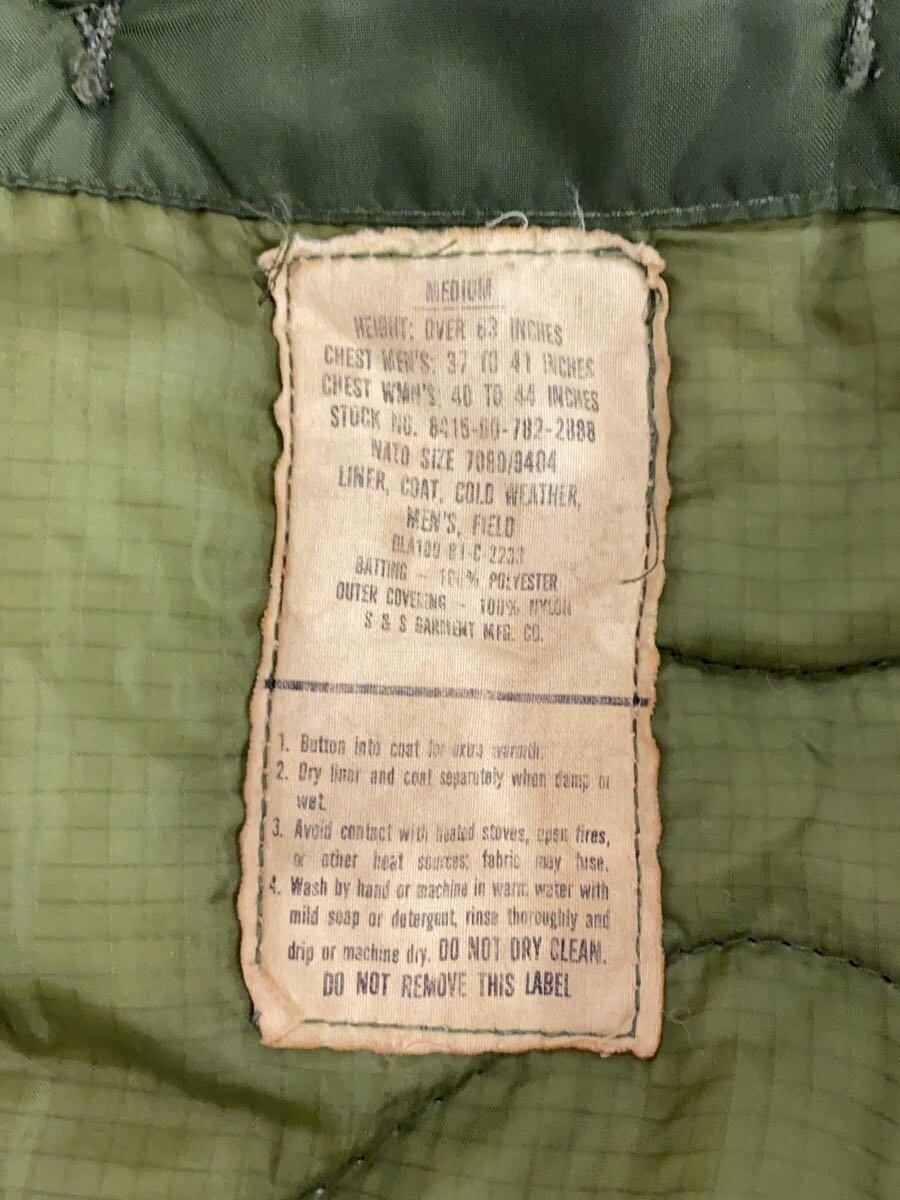 MEDIUM
HEIGHT: OVER 63 INCHES
CHEST MEN'S: 37 TO 41 INCHES
CHEST WMN'S: 40 TO 44 INCHES
STOCK NO. 8415-00-782-2888
NATO SIZE 7080/9404
LINER, COAT, COLD WEATHER,
MEN'S, FIELD
DLA100-81-C-2233
BATTING - 100% POLYESTER
OUTER COVERING - 100% NYLON
S & S GARMENT MFG. CO.
1. Button into coat for extra warmth.
2. Dry liner and coat separately when damp or
wet.
3. Avoid contact with heated stoves, open fires,
or other heat sources; fabric may fuse.
4. Wash by hand or machine in warm water with
mild soap or detergent, rinse thoroughly and
drip or machine dry. DO NOT DRY CLEAN.
DO NOT REMOVE THIS LABEL